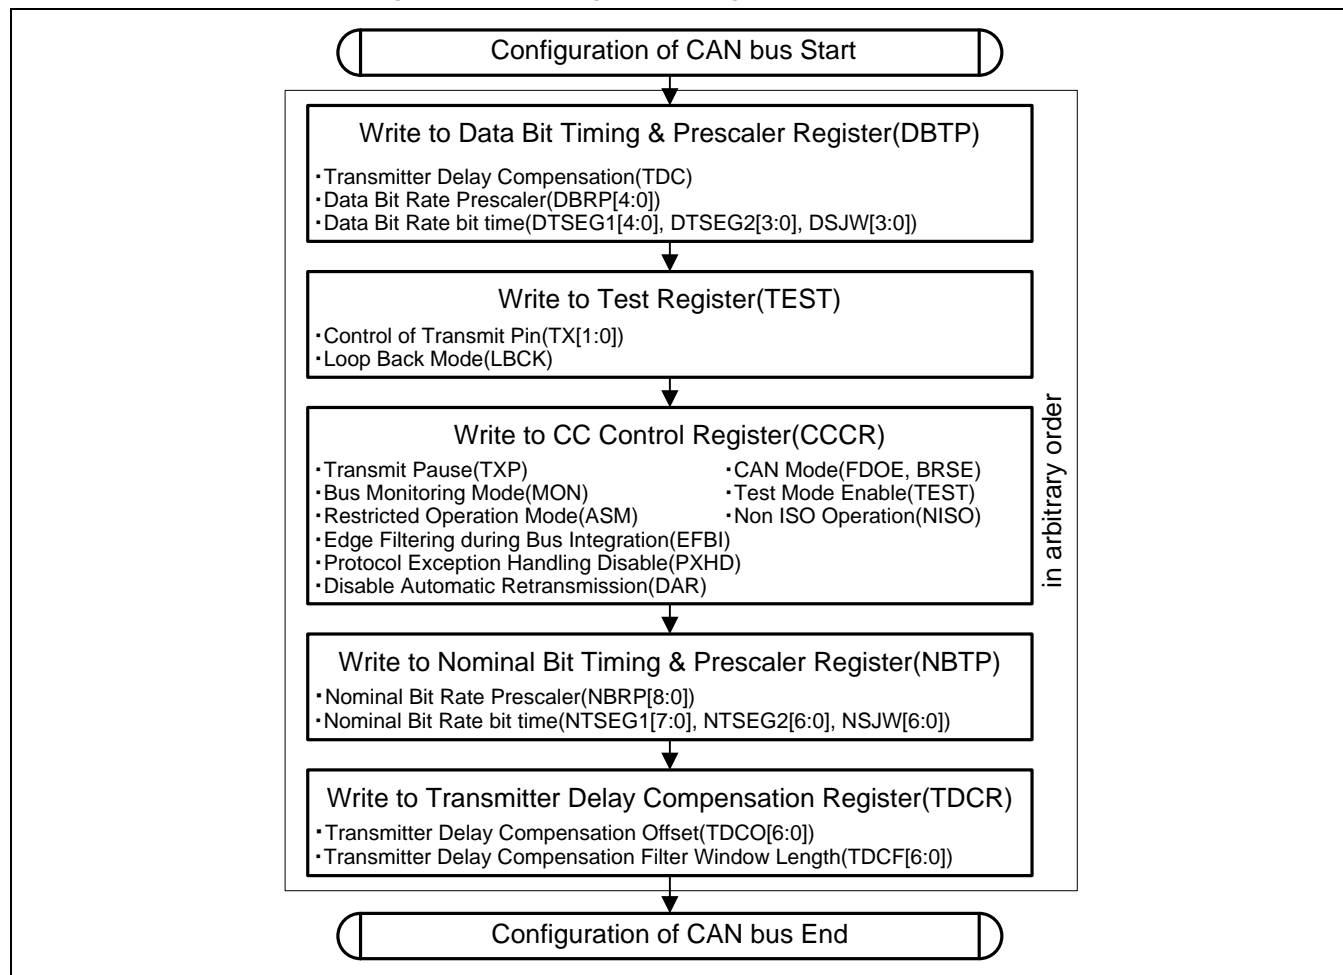 Configuration of CAN bus Start
Write to Data Bit Timing & Prescaler Register(DBTP)
・Transmitter Delay Compensation(TDC)
・Data Bit Rate Prescaler(DBRP[4:0])
・Data Bit Rate bit time(DTSEG1[4:0], DTSEG2[3:0], DSJW[3:0])
Write to Test Register(TEST)
・Control of Transmit Pin(TX[1:0])
・Loop Back Mode(LBCK)
Write to CC Control Register(CCCR)
・Transmit Pause(TXP) ・CAN Mode(FDOE, BRSE)
・Bus Monitoring Mode(MON) ・Test Mode Enable(TEST)
・Restricted Operation Mode(ASM) ・Non ISO Operation(NISO)
・Edge Filtering during Bus Integration(EFBI)
・Protocol Exception Handling Disable(PXHD)
・Disable Automatic Retransmission(DAR)
in arbitrary order
Write to Nominal Bit Timing & Prescaler Register(NBTP)
・Nominal Bit Rate Prescaler(NBRP[8:0])
・Nominal Bit Rate bit time(NTSEG1[7:0], NTSEG2[6:0], NSJW[6:0])
Write to Transmitter Delay Compensation Register(TDCR)
・Transmitter Delay Compensation Offset(TDCO[6:0])
・Transmitter Delay Compensation Filter Window Length(TDCF[6:0])
Configuration of CAN bus End